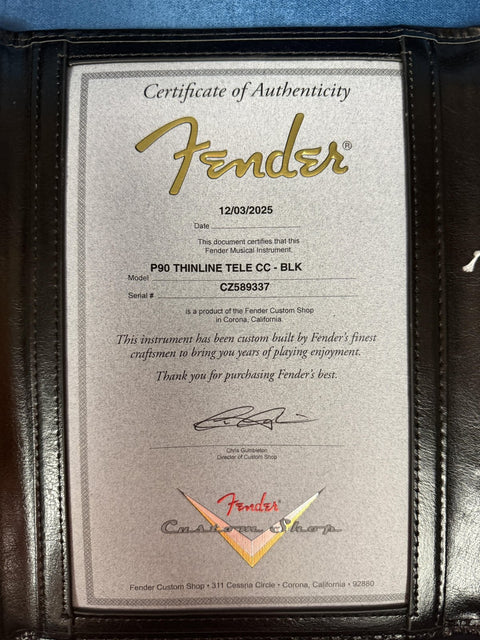 Certificate of Authenticity
Fender®
12/03/2025
Date
This document certifies that this
Fender Musical Instrument.
P90 THINLINE TELE CC - BLK
Model
CZ589337
Serial #
is a product of the Fender Custom Shop
in Corona, California.
This instrument has been custom built by Fender's finest
craftsmen to bring you years of playing enjoyment.
Thank you for purchasing Fender's best.
Chris Gumbleton
Director of Custom Shop
Fender®
Custom Shop
Fender Custom Shop • 311 Cessna Circle • Corona, California • 92880